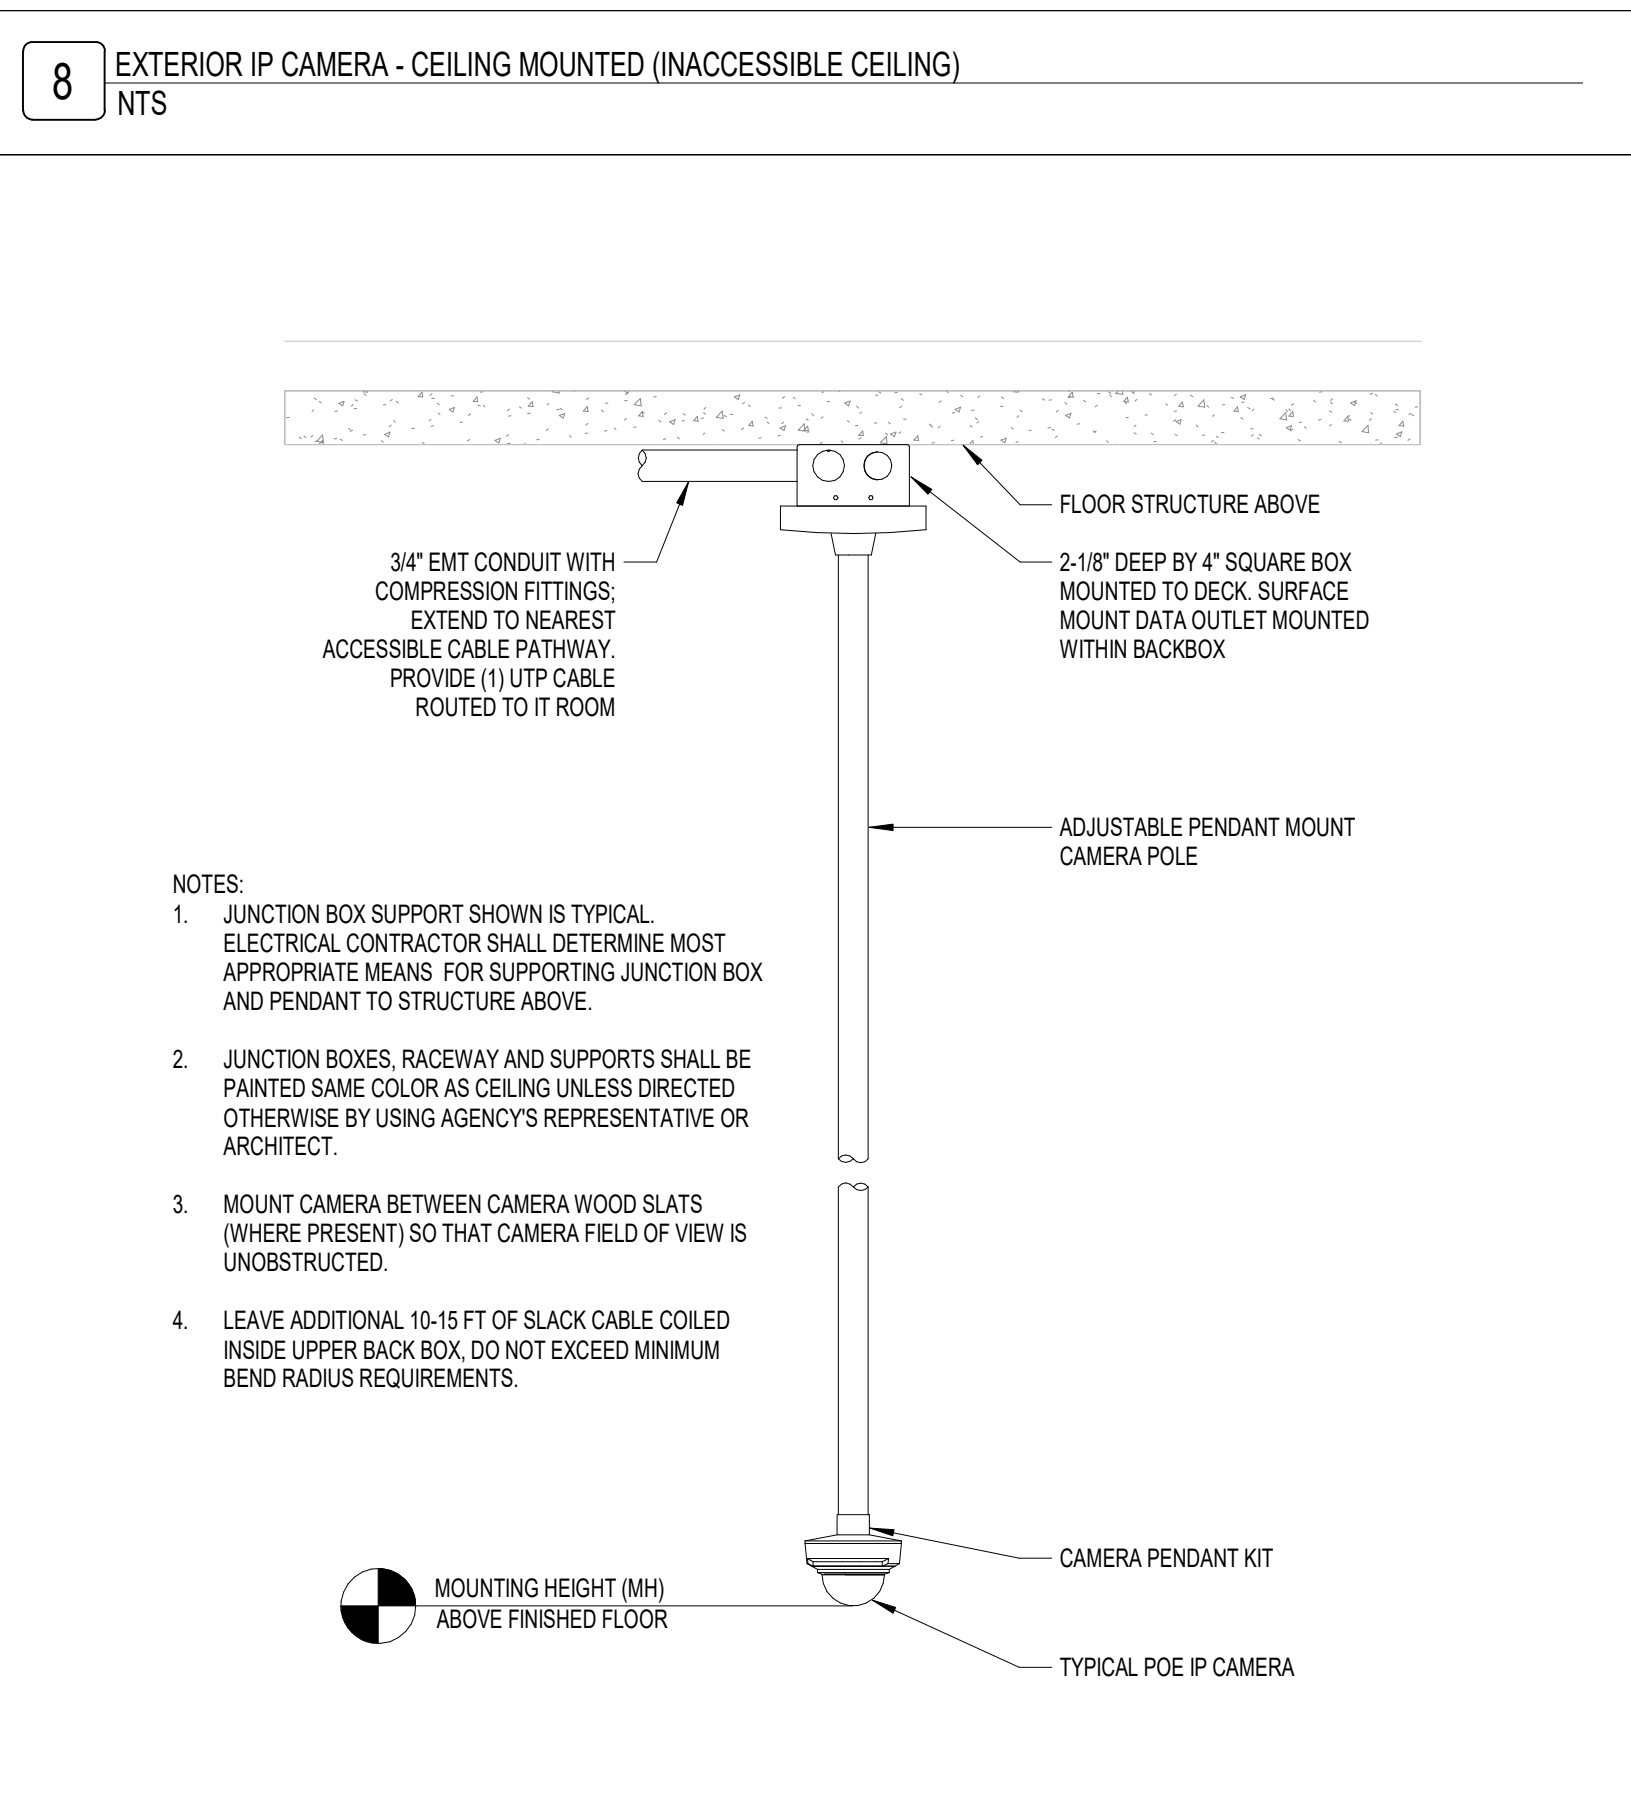 8
EXTERIOR IP CAMERA - CEILING MOUNTED (INACCESSIBLE CEILING)
NTS
FLOOR STRUCTURE ABOVE
3/4" EMT CONDUIT WITH
COMPRESSION FITTINGS;
EXTEND TO NEAREST
ACCESSIBLE CABLE PATHWAY.
PROVIDE (1) UTP CABLE
ROUTED TO IT ROOM
2-1/8" DEEP BY 4" SQUARE BOX
MOUNTED TO DECK. SURFACE
MOUNT DATA OUTLET MOUNTED
WITHIN BACKBOX
ADJUSTABLE PENDANT MOUNT
CAMERA POLE
NOTES:
1. JUNCTION BOX SUPPORT SHOWN IS TYPICAL.
ELECTRICAL CONTRACTOR SHALL DETERMINE MOST
APPROPRIATE MEANS  FOR SUPPORTING JUNCTION BOX
AND PENDANT TO STRUCTURE ABOVE.
2. JUNCTION BOXES, RACEWAY AND SUPPORTS SHALL BE
PAINTED SAME COLOR AS CEILING UNLESS DIRECTED
OTHERWISE BY USING AGENCY'S REPRESENTATIVE OR
ARCHITECT.
3. MOUNT CAMERA BETWEEN CAMERA WOOD SLATS
(WHERE PRESENT) SO THAT CAMERA FIELD OF VIEW IS
UNOBSTRUCTED.
4. LEAVE ADDITIONAL 10-15 FT OF SLACK CABLE COILED
INSIDE UPPER BACK BOX, DO NOT EXCEED MINIMUM
BEND RADIUS REQUIREMENTS.
CAMERA PENDANT KIT
MOUNTING HEIGHT (MH)
ABOVE FINISHED FLOOR
TYPICAL POE IP CAMERA